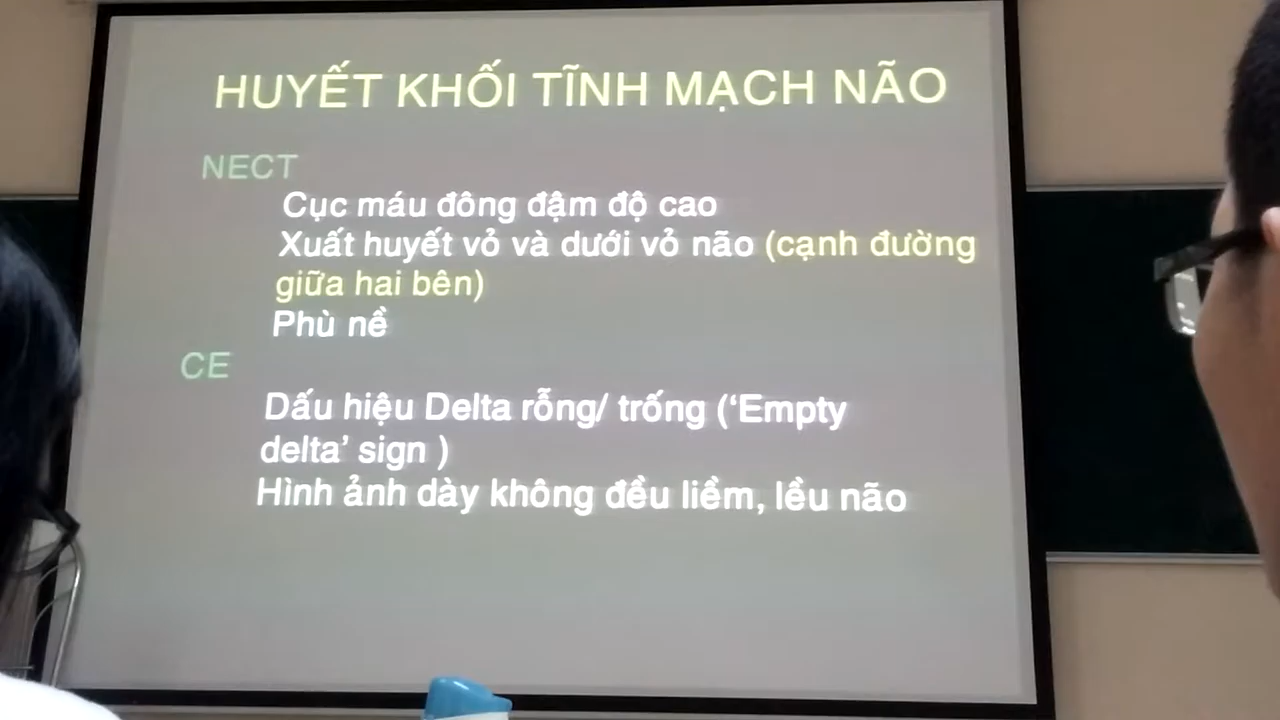 HUYẾT KHỐI TĨNH MẠCH NÃO
NECT
Cục máu đông đậm độ cao
Xuất huyết vỏ và dưới vỏ não (cạnh đường
giữa hai bên)
Phù nề
CE
Dấu hiệu Delta rỗng/ trống (‘Empty
delta’ sign )
Hình ảnh dày không đều liềm, lều não